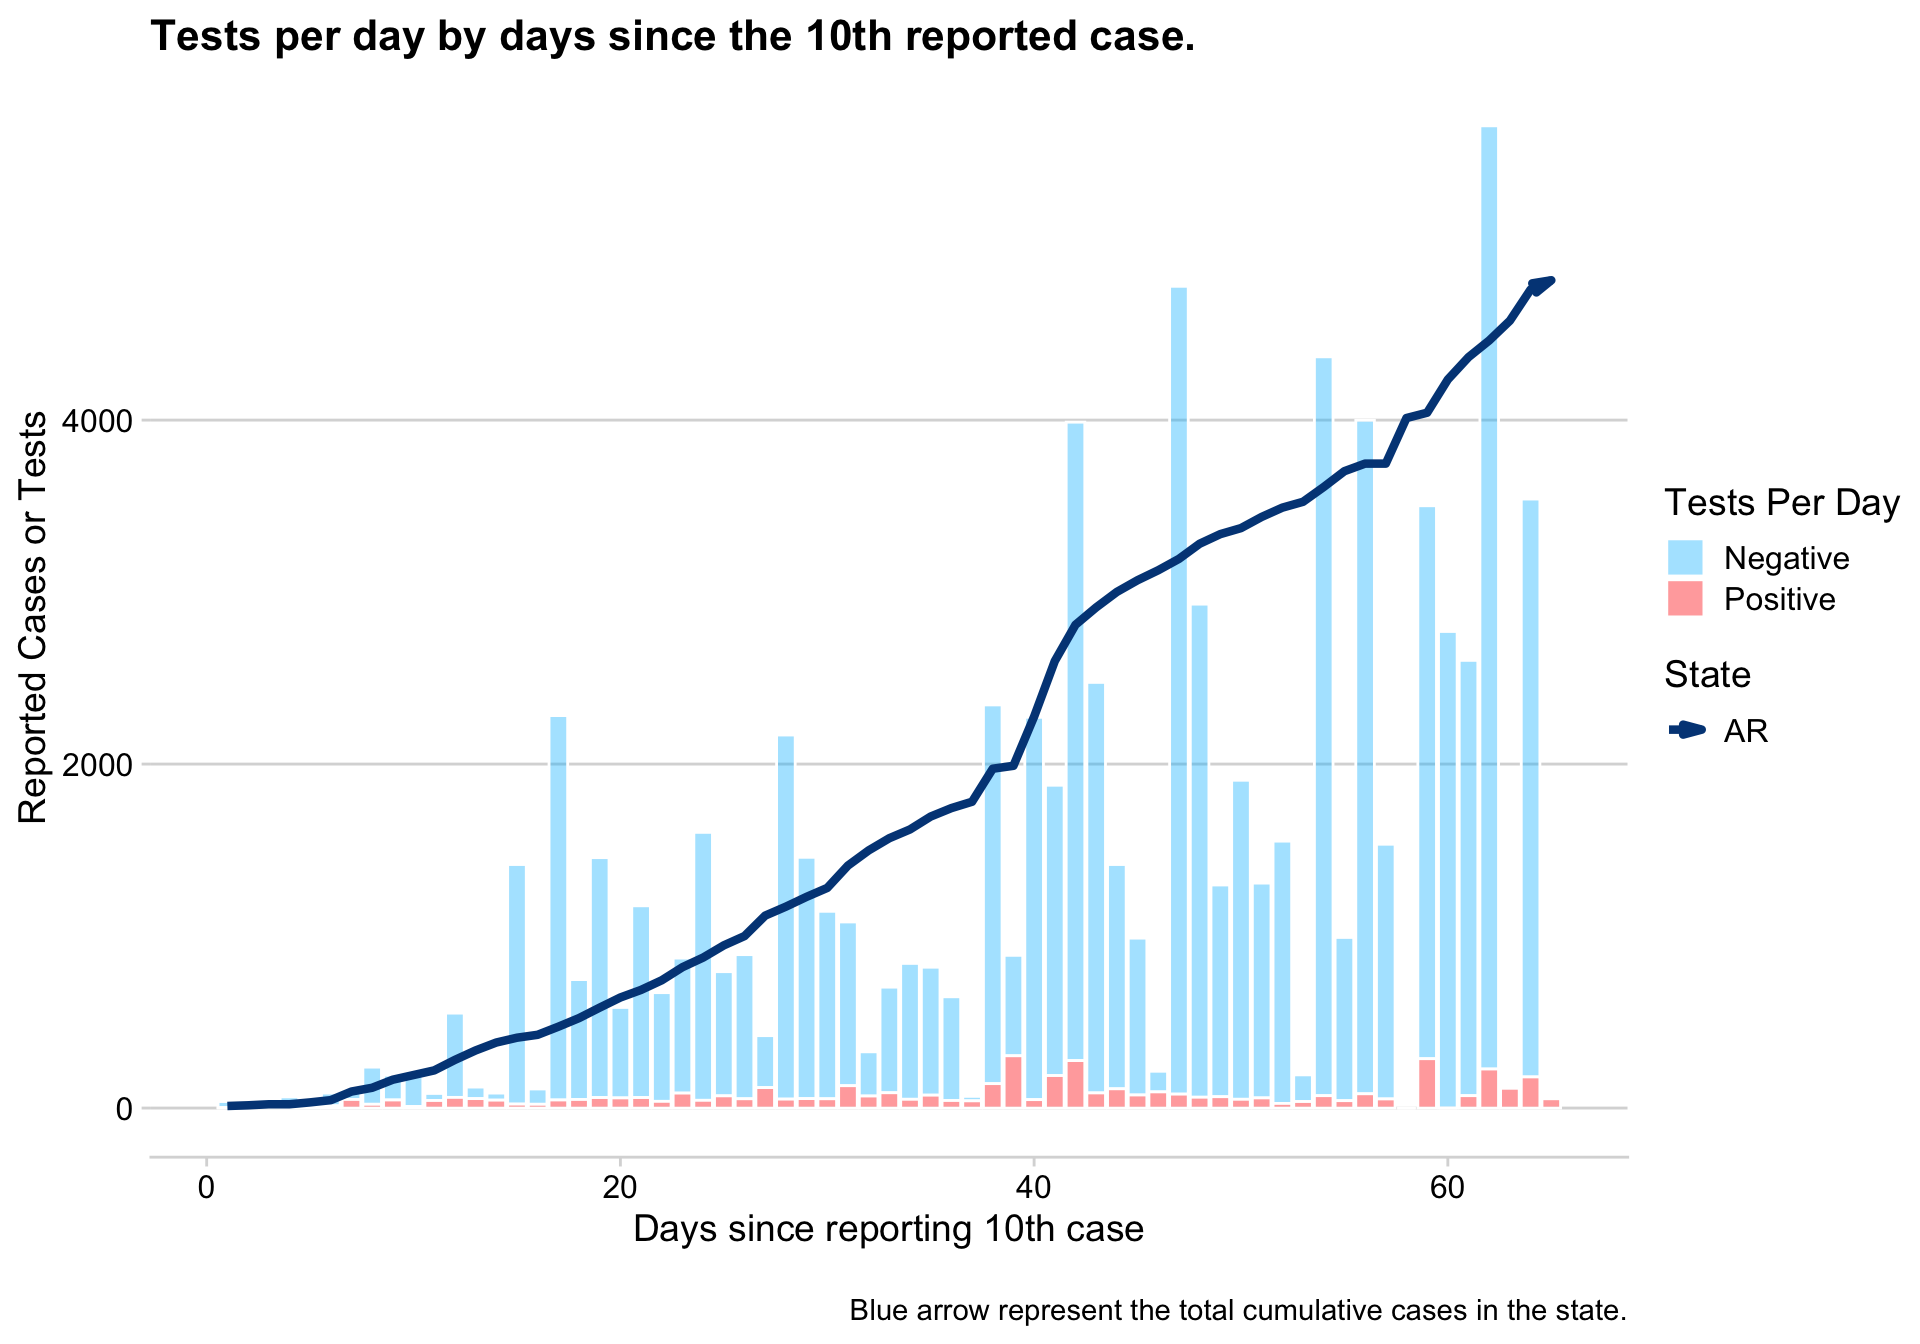 Tests per day by days since the 10th reported case.
Reported Cases or Tests
4000
2000
0
0
20
40
60
Days since reporting 10th case
Tests Per Day
Negative
Positive
State
AR
Blue arrow represent the total cumulative cases in the state.